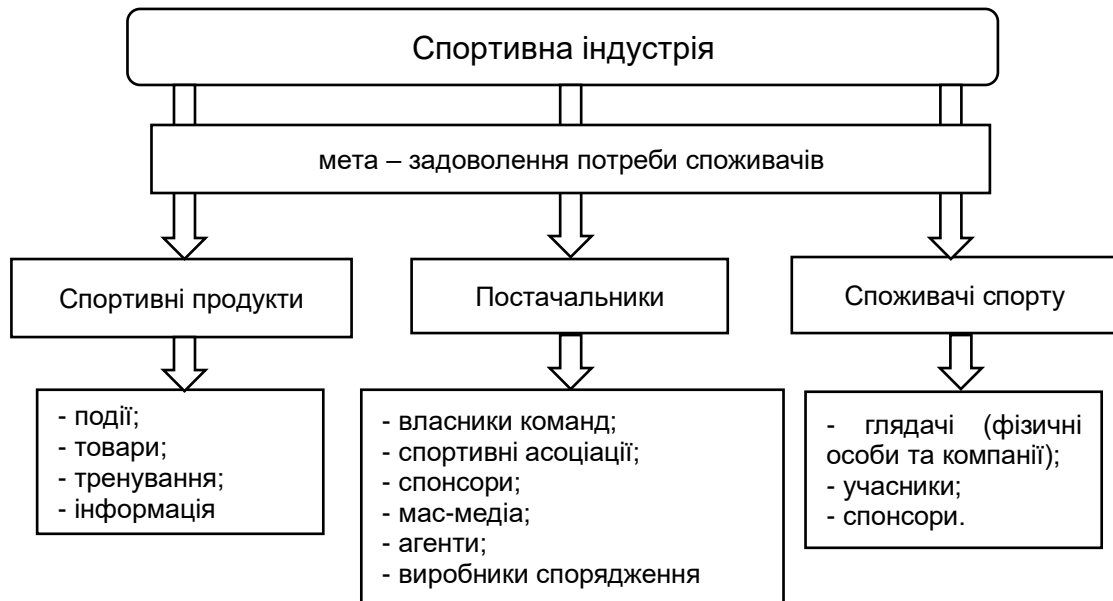 Спортивна індустрія
мета – задоволення потреби споживачів
Спортивні продукти
Постачальники
Споживачі спорту
- події;
- товари;
- тренування;
- інформація
- власники команд;
- спортивні асоціації;
- спонсори;
- мас-медіа;
- агенти;
- виробники спорядження
- глядачі (фізичні
особи та компанії);
- учасники;
- спонсори.